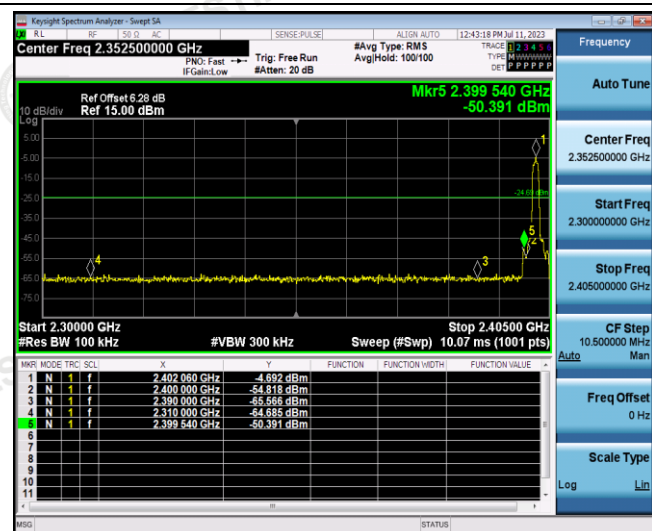 Keysight Spectrum Analyzer - Swept SA
RL RF 50 Ω AC SENSE:PULSE ALIGN AUTO 12:43:18 PM Jul 11, 2023
Center Freq 2.352500000 GHz
PNO: Fast
IFGain:Low
Trig: Free Run
#Atten: 20 dB
#Avg Type: RMS
Avg|Hold: 100/100
TRACE 1 2 3 4 5 6
TYPE M WWWWW
DET P P P P P P
Ref Offset 6.28 dB
Ref 15.00 dBm
10 dB/div
Log
Mkr5 2.399 540 GHz
-50.391 dBm
5.00
-5.00
-15.0
-25.0
-35.0
-45.0
-55.0
-65.0
-75.0
-24.69 dBm
1
5
2
3
4
Start 2.30000 GHz Stop 2.40500 GHz
#Res BW 100 kHz #VBW 300 kHz Sweep (#Swp) 10.07 ms (1001 pts)
MKR MODE TRC SCL X Y FUNCTION FUNCTION WIDTH FUNCTION VALUE
1 N 1 f 2.402 060 GHz -4.692 dBm
2 N 1 f 2.400 000 GHz -54.818 dBm
3 N 1 f 2.390 000 GHz -65.566 dBm
4 N 1 f 2.310 000 GHz -64.685 dBm
5 N 1 f 2.399 540 GHz -50.391 dBm
6
7
8
9
10
11
MSG STATUS
Frequency
Auto Tune
Center Freq
2.352500000 GHz
Start Freq
2.300000000 GHz
Stop Freq
2.405000000 GHz
CF Step
10.500000 MHz
Auto Man
Freq Offset
0 Hz
Scale Type
Log Lin